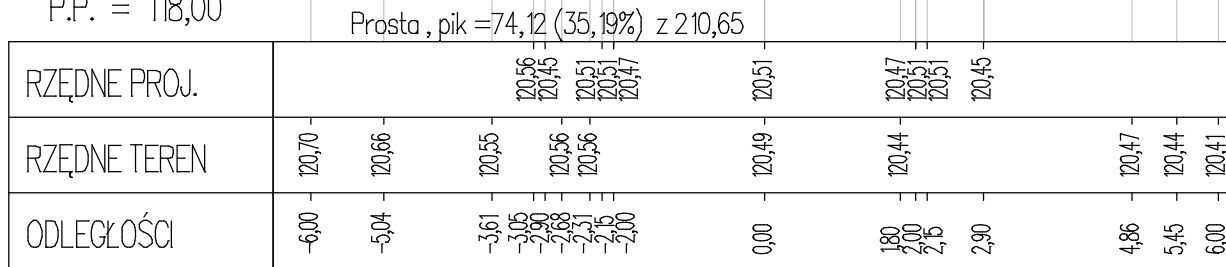 P.P. = 118,00
Prosta , pik =74,12 (35,19%) z 210,65
RZĘDNE PROJ. 120,56 120,45 120,51 120,51 120,47 120,51 120,47 120,51 120,51 120,45
RZĘDNE TEREN 120,70 120,66 120,55 120,56 120,56 120,49 120,44 120,47 120,44 120,41
ODLEGŁOŚCI -6,00 -5,04 -3,61 -3,05 -2,90 -2,68 -2,31 -2,15 -2,00 0,00 1,80 2,00 2,15 2,90 4,86 5,45 6,00